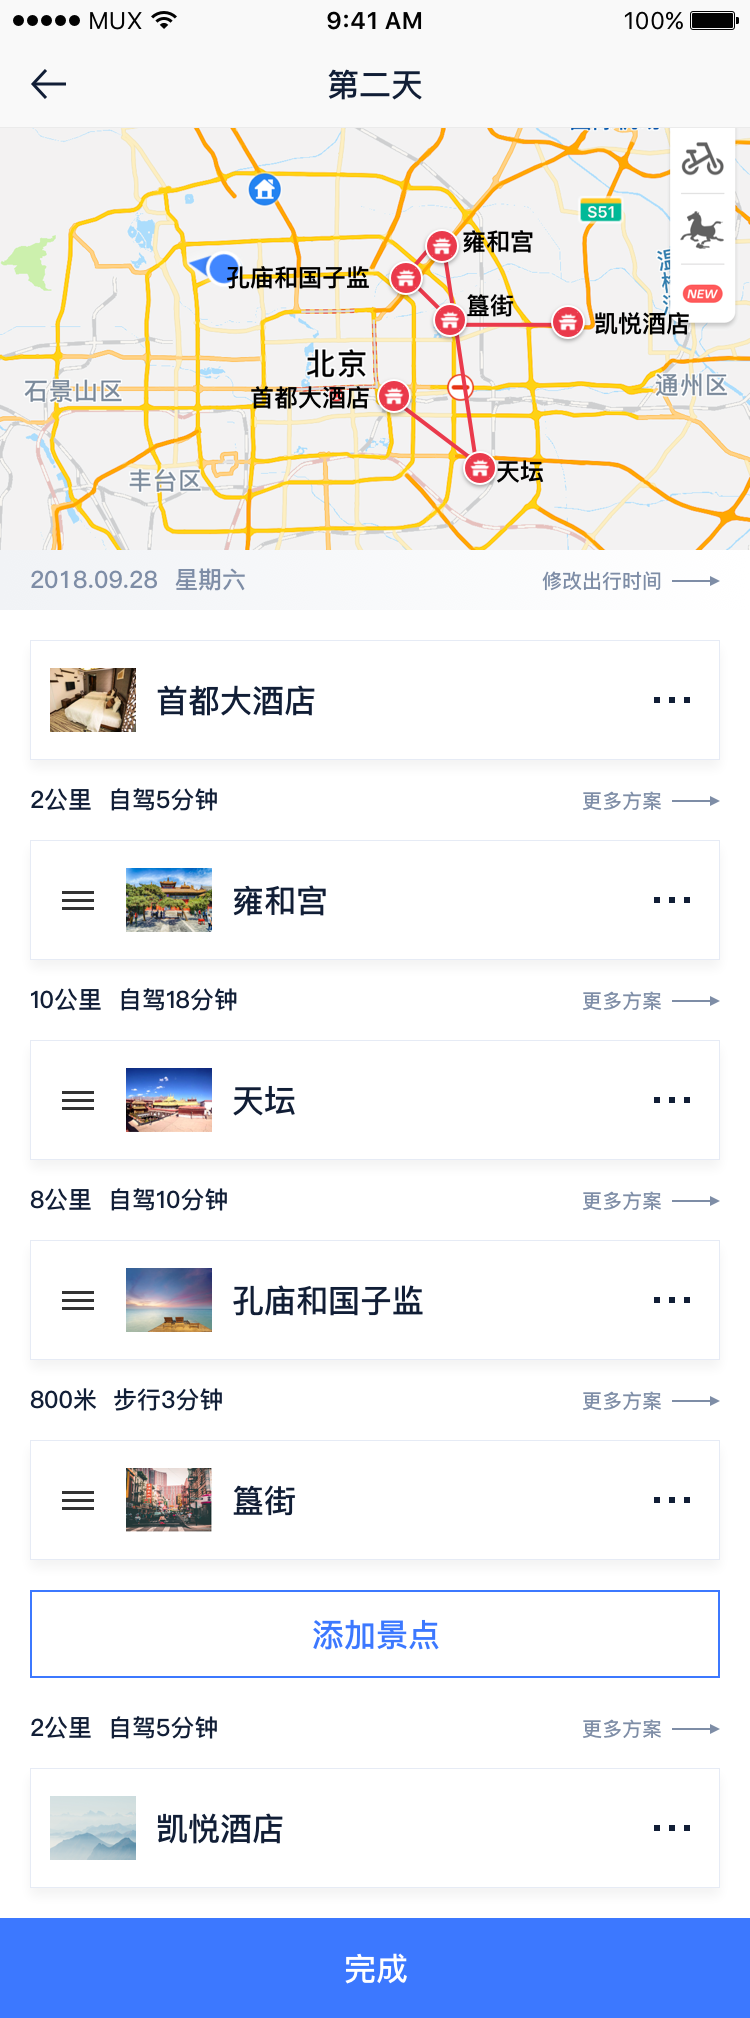 MUX
9:41 AM
100%
第二天
S51
NEW
雍和宫
孔庙和国子监
簋街
凯悦酒店
北京
首都大酒店
石景山区
通州区
天坛
丰台区
2018.09.28 星期六
修改出行时间
首都大酒店
2公里 自驾5分钟
更多方案
雍和宫
10公里 自驾18分钟
更多方案
天坛
8公里 自驾10分钟
更多方案
孔庙和国子监
800米 步行3分钟
更多方案
簋街
添加景点
2公里 自驾5分钟
更多方案
凯悦酒店
完成